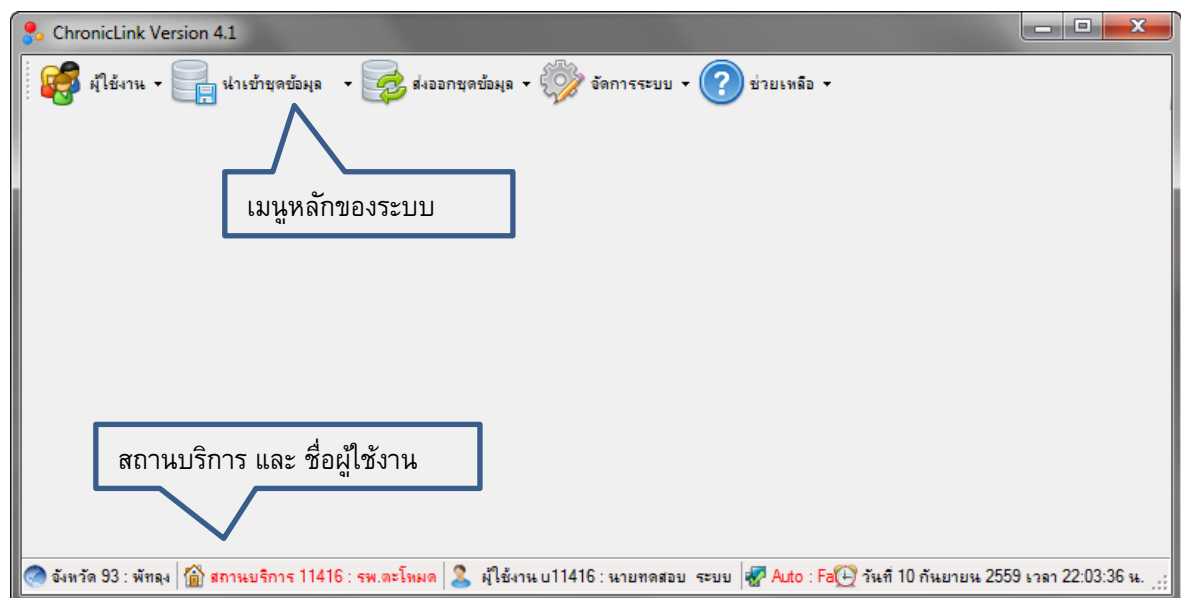 ChronicLink Version 4.1
ผู้ใช้งาน นำเข้าชุดข้อมูล ส่งออกชุดข้อมูล จัดการระบบ ช่วยเหลือ
เมนูหลักของระบบ
สถานบริการ และ ชื่อผู้ใช้งาน
จังหวัด 93 : พัทลุง สถานบริการ 11416 : รพ.ตะโหมด ผู้ใช้งาน u11416 : นายทดสอบ ระบบ Auto : Fa วันที่ 10 กันยายน 2559 เวลา 22:03:36 น.